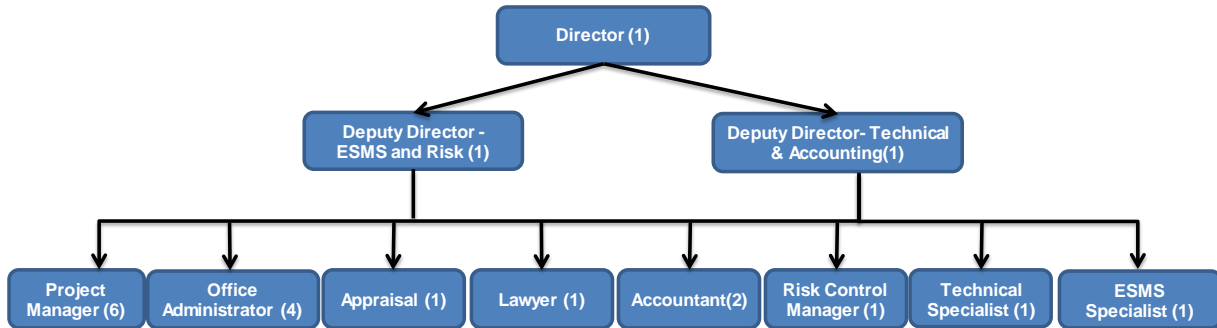 Director (1)
Deputy Director -
ESMS and Risk (1)
Deputy Director- Technical
& Accounting(1)
Project
Manager (6)
Office
Administrator (4)
Appraisal (1)
Lawyer (1)
Accountant(2)
Risk Control
Manager (1)
Technical
Specialist (1)
ESMS
Specialist (1)